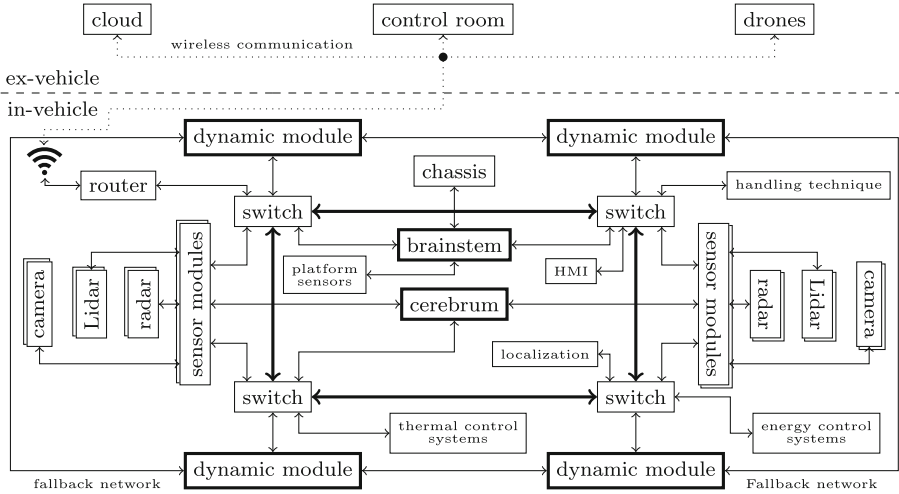 cloud
control room
drones
wireless communication
ex-vehicle
in-vehicle
dynamic module
dynamic module
router
chassis
handling technique
switch
switch
sensor modules
brainstem
sensor modules
platform
sensors
HMI
camera
Lidar
radar
cerebrum
radar
Lidar
camera
localization
switch
switch
thermal control
systems
energy control
systems
dynamic module
dynamic module
fallback network
Fallback network